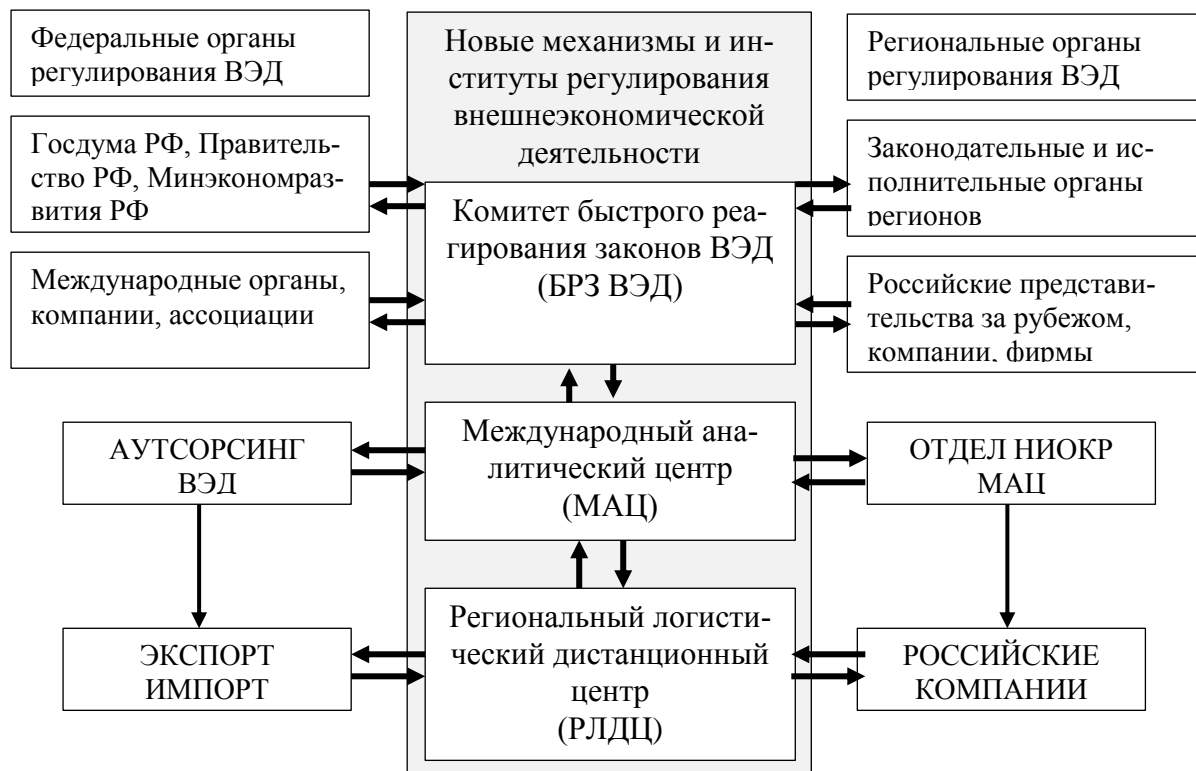 Федеральные органы
регулирования ВЭД
Новые механизмы и ин-
ституты регулирования
внешнеэкономической
деятельности
Региональные органы
регулирования ВЭД
Госдума РФ, Правитель-
ство РФ, Минэкономраз-
вития РФ
Комитет быстрого реа-
гирования законов ВЭД
(БРЗ ВЭД)
Законодательные и ис-
полнительные органы
регионов
Международные органы,
компании, ассоциации
Российские представи-
тельства за рубежом,
компании, фирмы
АУТСОРСИНГ
ВЭД
Международный ана-
литический центр
(МАЦ)
ОТДЕЛ НИОКР
МАЦ
ЭКСПОРТ
ИМПОРТ
Региональный логисти-
ческий дистанционный
центр
(РЛДЦ)
РОССИЙСКИЕ
КОМПАНИИ